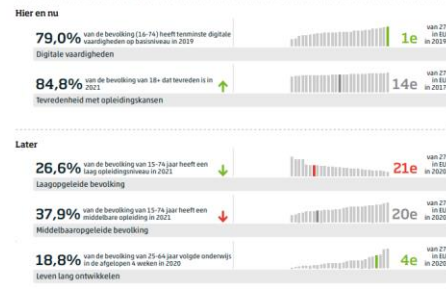 Hier en nu
79,0% van de bevolking (16-74) heeft tenminste digitale vaardigheden op basisniveau in 2019 1e van 27 in EU in 2019
Digitale vaardigheden
84,8% van de bevolking van 18+ dat tevreden is in 2021 14e van 27 in EU in 2017
Tevredenheid met opleidingskansen
Later
26,6% van de bevolking van 15-74 jaar heeft een laag opleidingsniveau in 2021 21e van 27 in EU in 2020
Laagopgeleide bevolking
37,9% van de bevolking van 15-74 jaar heeft een middelbare opleiding in 2021 20e van 27 in EU in 2020
Middelbaaropgeleide bevolking
18,8% van de bevolking van 25-64 jaar volgde onderwijs in de afgelopen 4 weken in 2020 4e van 27 in EU in 2020
Leven lang ontwikkelen